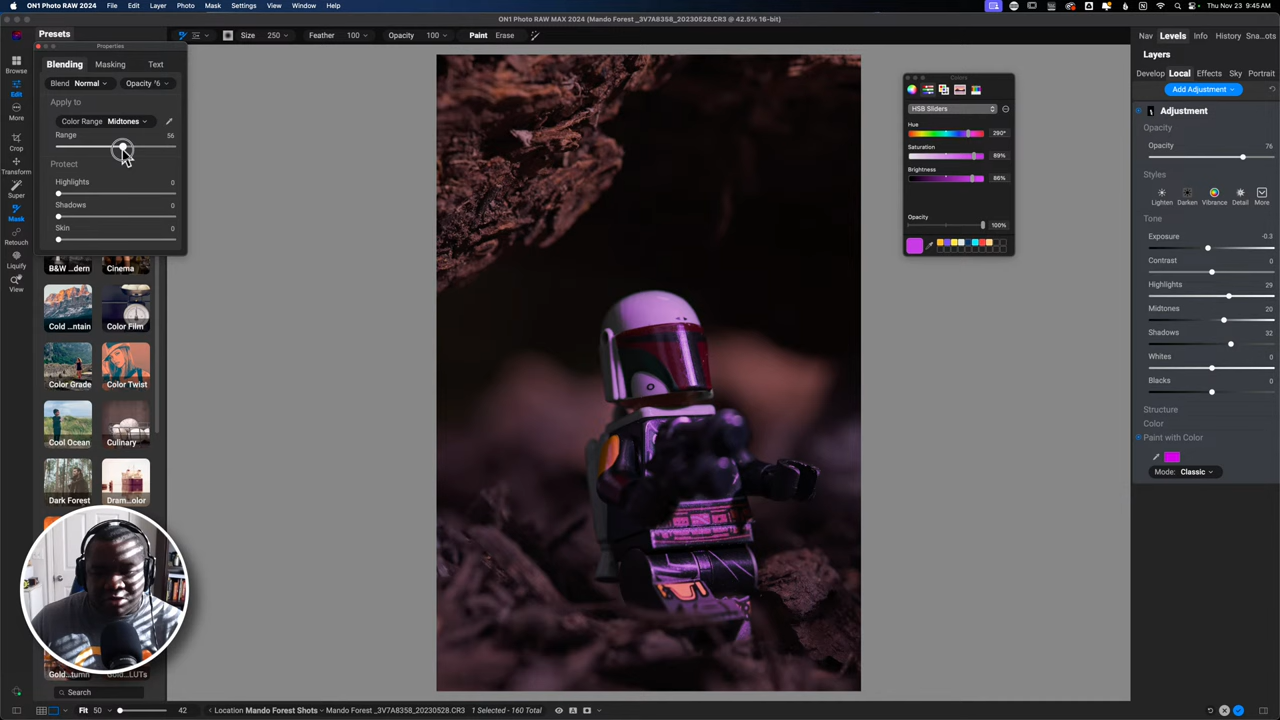 File Edit Layer Settings Photo Mask View Window Help
Thu Nov 23 9:45 AM
ON1 Photo RAW MAX 2024 (Mando Forest _3V7A8358_20230528.CR3 @ 42.5% 16-bit)
Presets
Size 250 Feather 100 Opacity 100 Paint Erase
Nav Levels Info History Sna...ots
Properties
Blending Masking Text
Blend Normal Opacity
Apply to
Color Range Midtones
Range 56
Protect
Highlights 0
Shadows 0
Skin 0
Browse
Edit
More
Crop
Transform
Super
Mask
Retouch
Liquify
View
B&W ...dern Cinema
Cold ...ntain Color Film
Color Grade Color Twist
Cool Ocean Culinary
Dark Forest Dram...olor
Gold...tumn ...LUTs
Search
Colors
HSB Sliders
Hue 290°
Saturation 89%
Brightness 86%
Opacity
100%
Layers
Develop Local Effects Sky Portrait
Add Adjustment
Adjustment
Opacity
Opacity 76
Styles
Lighten Darken Vibrance Detail More
Tone
Exposure -0.3
Contrast 0
Highlights 29
Midtones 20
Shadows 32
Whites 0
Blacks 0
Structure
Color
Paint with Color
Mode: Classic
Fit 50 42 Location Mando Forest Shots Mando Forest _3V7A8358_20230528.CR3 1 Selected - 160 Total